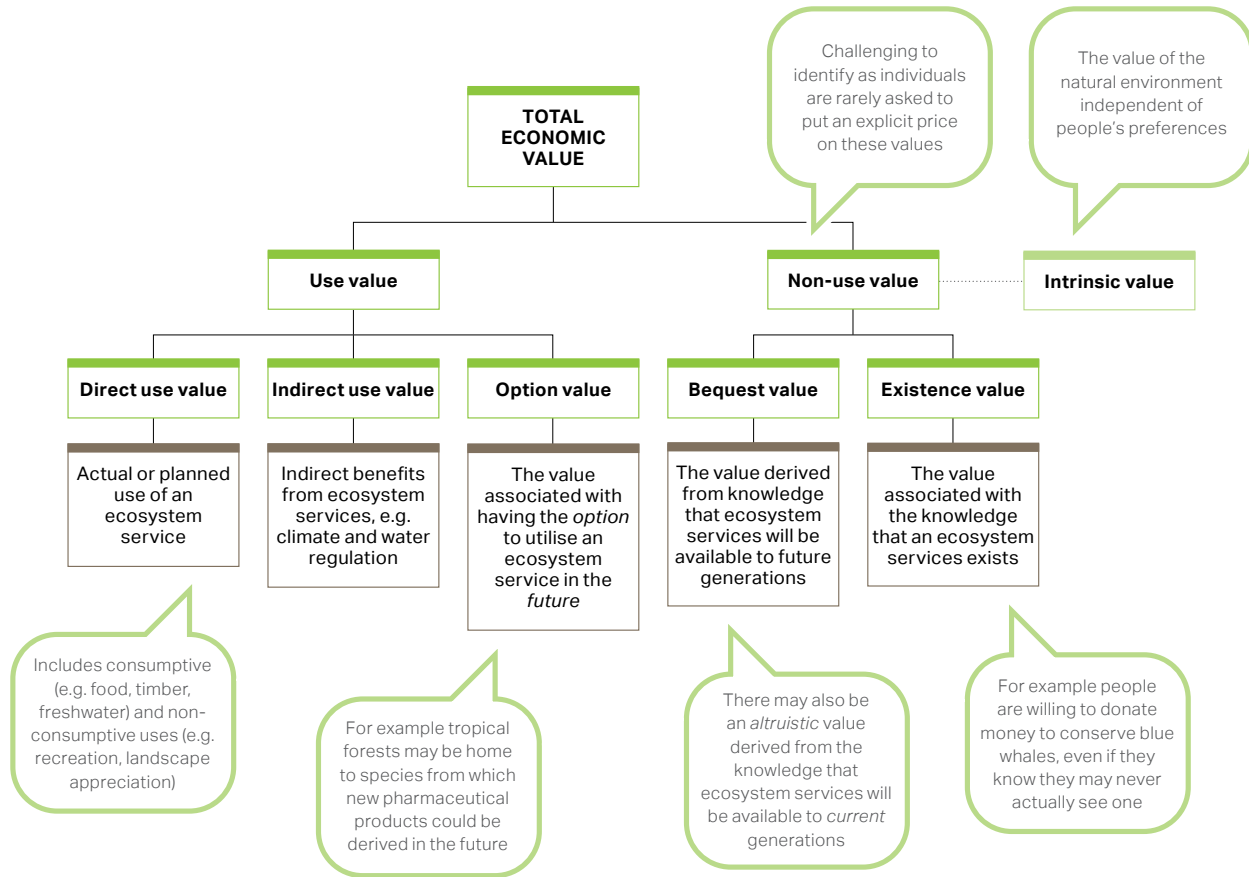 Challenging to
identify as individuals
are rarely asked to
put an explicit price
on these values
The value of the
natural environment
independent of
people's preferences
TOTAL
ECONOMIC
VALUE
Use value
Non-use value
Intrinsic value
Direct use value
Indirect use value
Option value
Bequest value
Existence value
Actual or planned
use of an
ecosystem
service
Indirect benefits
from ecosystem
services, e.g.
climate and water
regulation
The value
associated with
having the option
to utilise an
ecosystem
service in the
future
The value derived
from knowledge
that ecosystem
services will be
available to future
generations
The value
associated with
the knowledge
that an ecosystem
services exists
Includes consumptive
(e.g. food, timber,
freshwater) and non-
consumptive uses (e.g.
recreation, landscape
appreciation)
For example tropical
forests may be home
to species from which
new pharmaceutical
products could be
derived in the future
There may also be
an altruistic value
derived from the
knowledge that
ecosystem services will
be available to current
generations
For example people
are willing to donate
money to conserve blue
whales, even if they
know they may never
actually see one